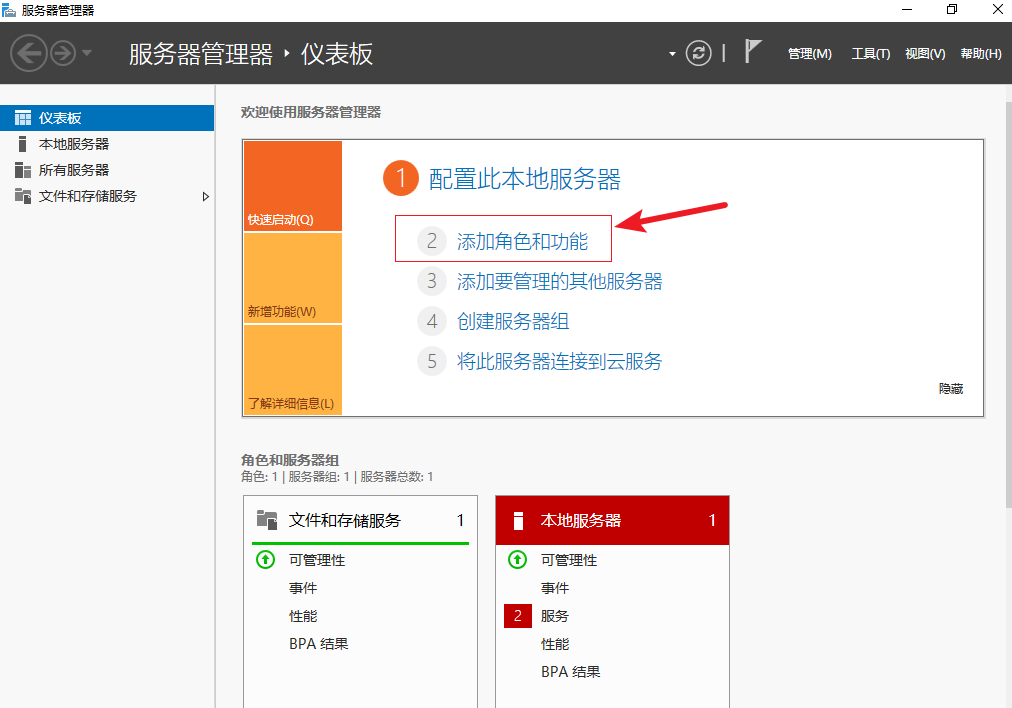 服务器管理器
服务器管理器 · 仪表板
管理(M) 工具(T) 视图(V) 帮助(H)
仪表板
本地服务器
所有服务器
文件和存储服务
欢迎使用服务器管理器
快速启动(Q)
新增功能(W)
了解详细信息(L)
1 配置此本地服务器
2 添加角色和功能
3 添加要管理的其他服务器
4 创建服务器组
5 将此服务器连接到云服务
隐藏
角色和服务器组
角色: 1 | 服务器组: 1 | 服务器总数: 1
文件和存储服务 1
可管理性
事件
性能
BPA 结果
本地服务器 1
可管理性
事件
2 服务
性能
BPA 结果